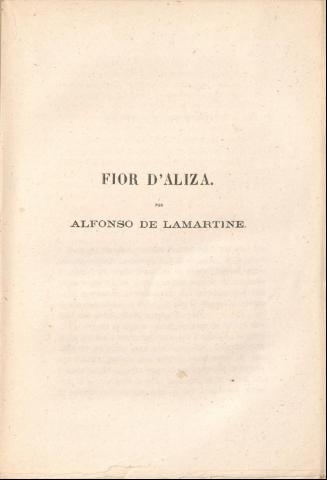 FIOR D'ALIZA.
POR
ALFONSO DE LAMARTINE.